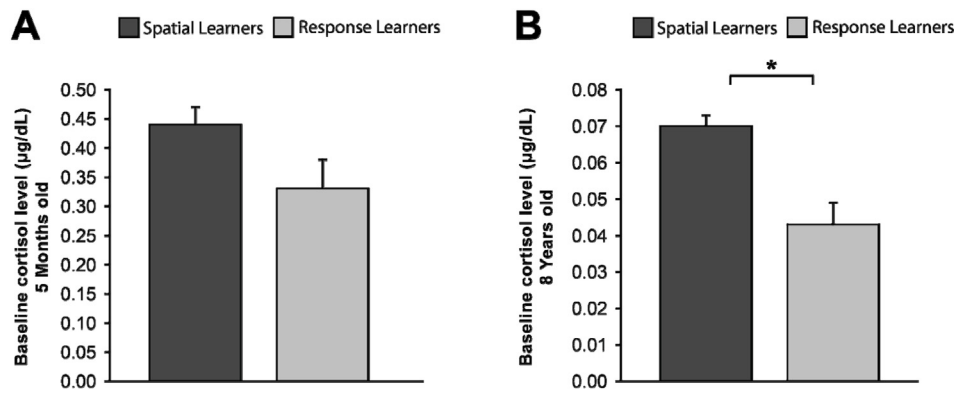 A
Spatial Learners Response Learners
Baseline cortisol level (µg/dL)
5 Months old
0.50
0.45
0.40
0.35
0.30
0.25
0.20
0.15
0.10
0.05
0.00
B
Spatial Learners Response Learners
*
Baseline cortisol level (µg/dL)
8 Years old
0.08
0.07
0.06
0.05
0.04
0.03
0.02
0.01
0.00